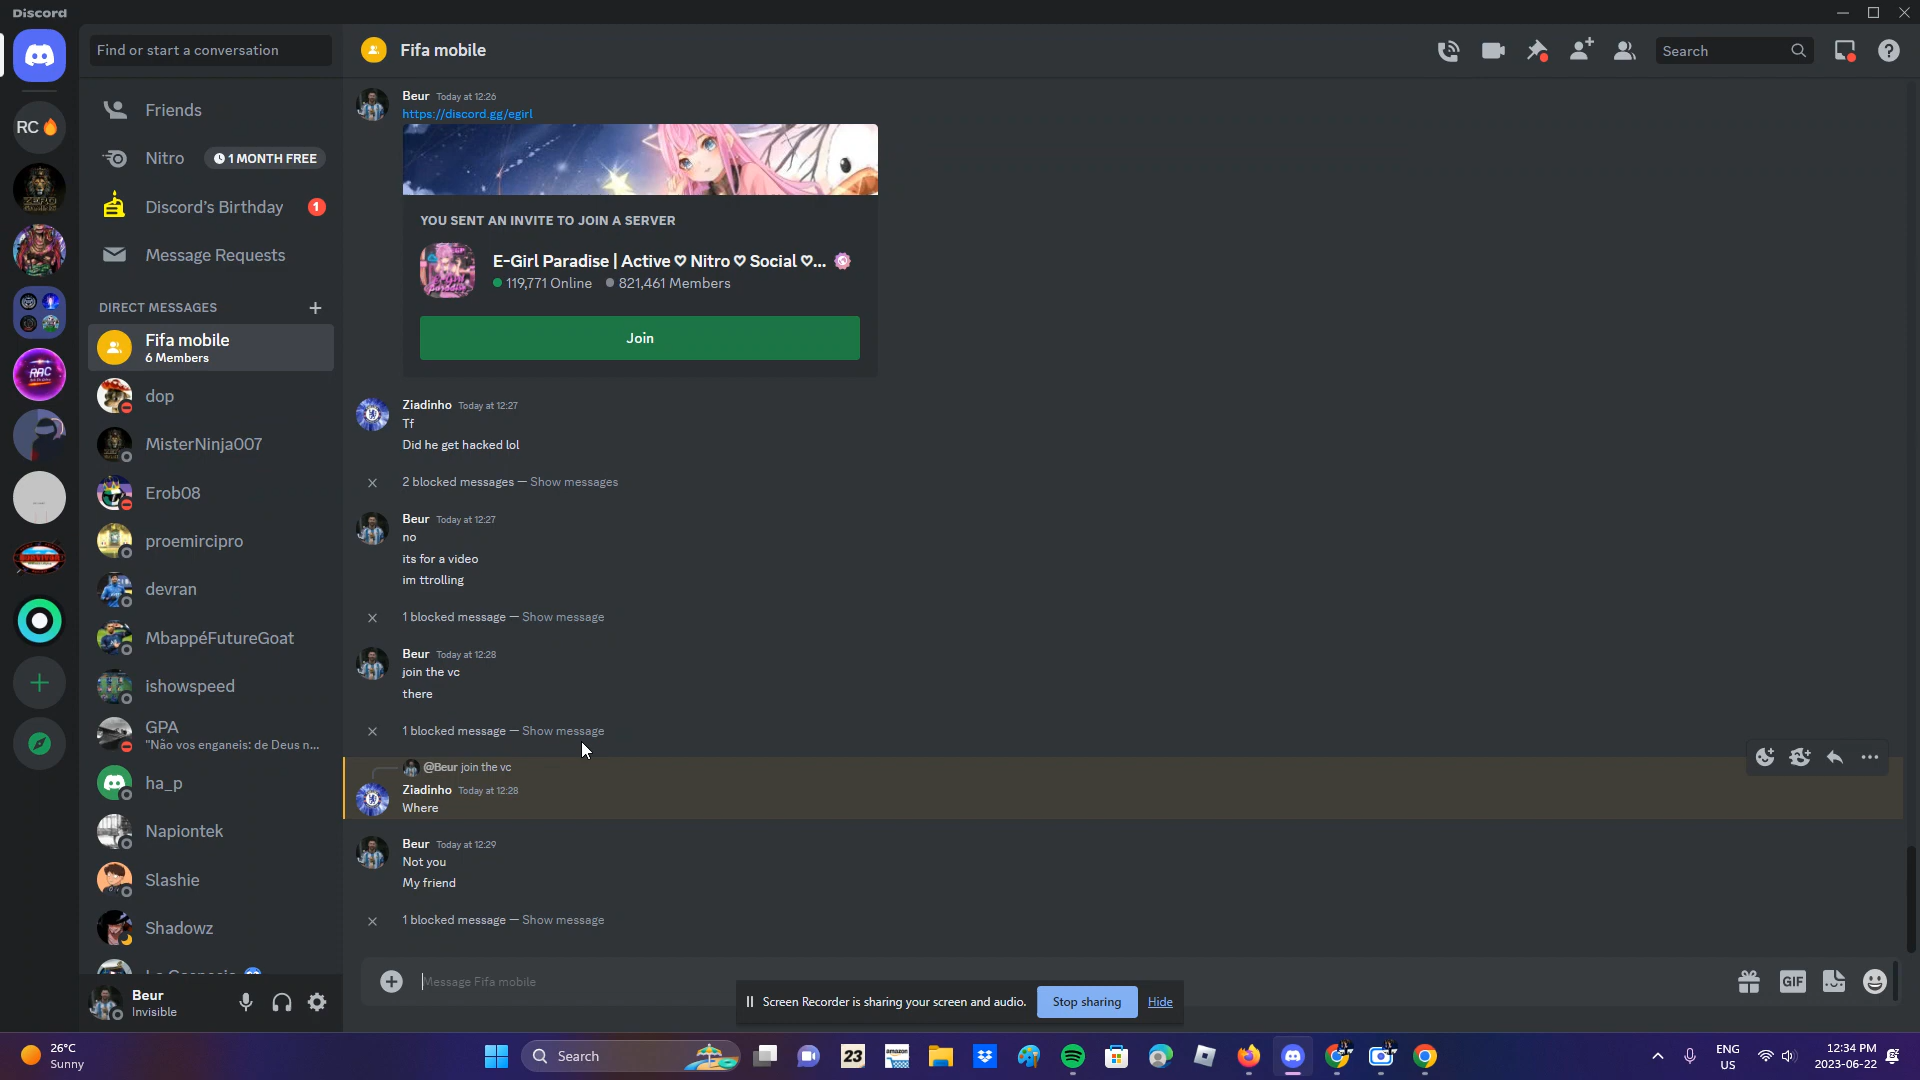 Discord
Find or start a conversation
Fifa mobile
Search
Friends
Nitro
1 MONTH FREE
Discord's Birthday
1
Message Requests
DIRECT MESSAGES
Fifa mobile
6 Members
dop
MisterNinja007
Erob08
proemircipro
devran
MbappéFutureGoat
ishowspeed
GPA
"Não vos enganeis: de Deus n...
ha_p
Napiontek
Slashie
Shadowz
Beur
Invisible
RC
RAC
Beur Today at 12:26
https://discord.gg/egirl
YOU SENT AN INVITE TO JOIN A SERVER
E-Girl Paradise | Active ♡ Nitro ♡ Social ♡...
119,771 Online 821,461 Members
Join
Ziadinho Today at 12:27
Tf
Did he get hacked lol
2 blocked messages — Show messages
Beur Today at 12:27
no
its for a video
im ttrolling
1 blocked message — Show message
Beur Today at 12:28
join the vc
there
1 blocked message — Show message
@Beur join the vc
Ziadinho Today at 12:28
Where
Beur Today at 12:29
Not you
My friend
1 blocked message — Show message
Message Fifa mobile
GIF
Screen Recorder is sharing your screen and audio.
Stop sharing
Hide
26°C
Sunny
Search
23
amazon
ENG
US
12:34 PM
2023-06-22